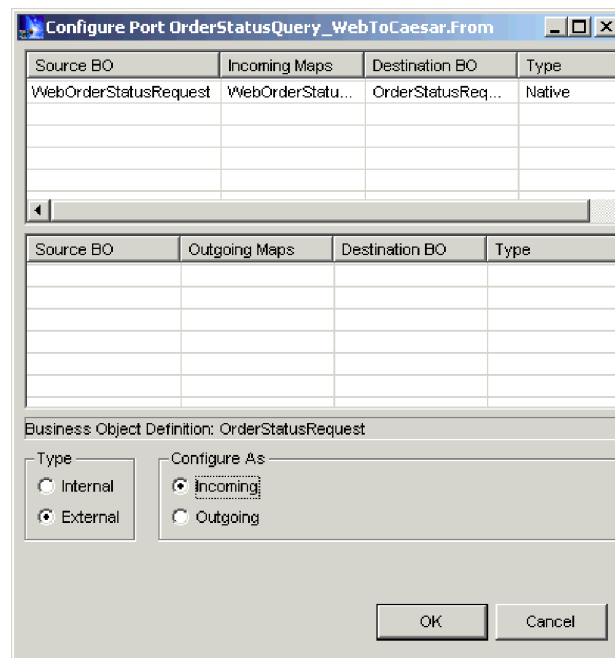 Configure Port OrderStatusQuery_WebToCaesar.From
Source BO Incoming Maps Destination BO Type
WebOrderStatusRequest WebOrderStatu... OrderStatusReq... Native
Source BO Outgoing Maps Destination BO Type
Business Object Definition: OrderStatusRequest
Type Configure As
Internal Incoming
External Outgoing
OK Cancel